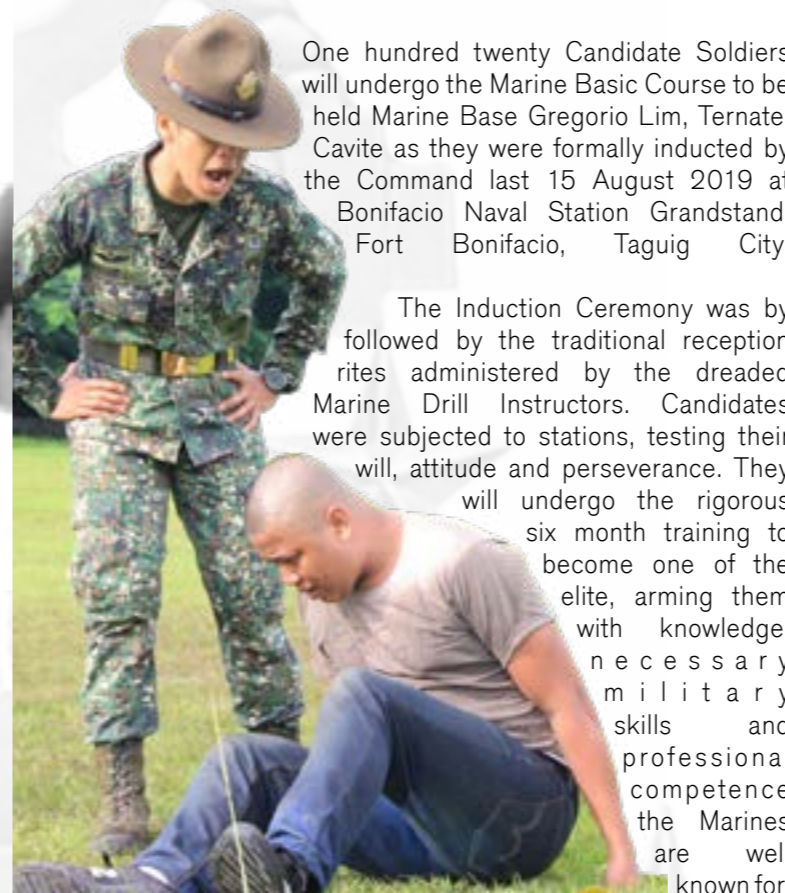 One hundred twenty Candidate Soldiers
will undergo the Marine Basic Course to be
held Marine Base Gregorio Lim, Ternate
Cavite as they were formally inducted by
the Command last 15 August 2019 at
Bonifacio Naval Station Grandstand
Fort Bonifacio, Taguig City
The Induction Ceremony was by
followed by the traditional reception
rites administered by the dreaded
Marine Drill Instructors. Candidates
were subjected to stations, testing their
will, attitude and perseverance. They
will undergo the rigorous
six month training to
become one of the
elite, arming them
with knowledge
necessary
military
skills and
professional
competence
the Marines
are well
known for